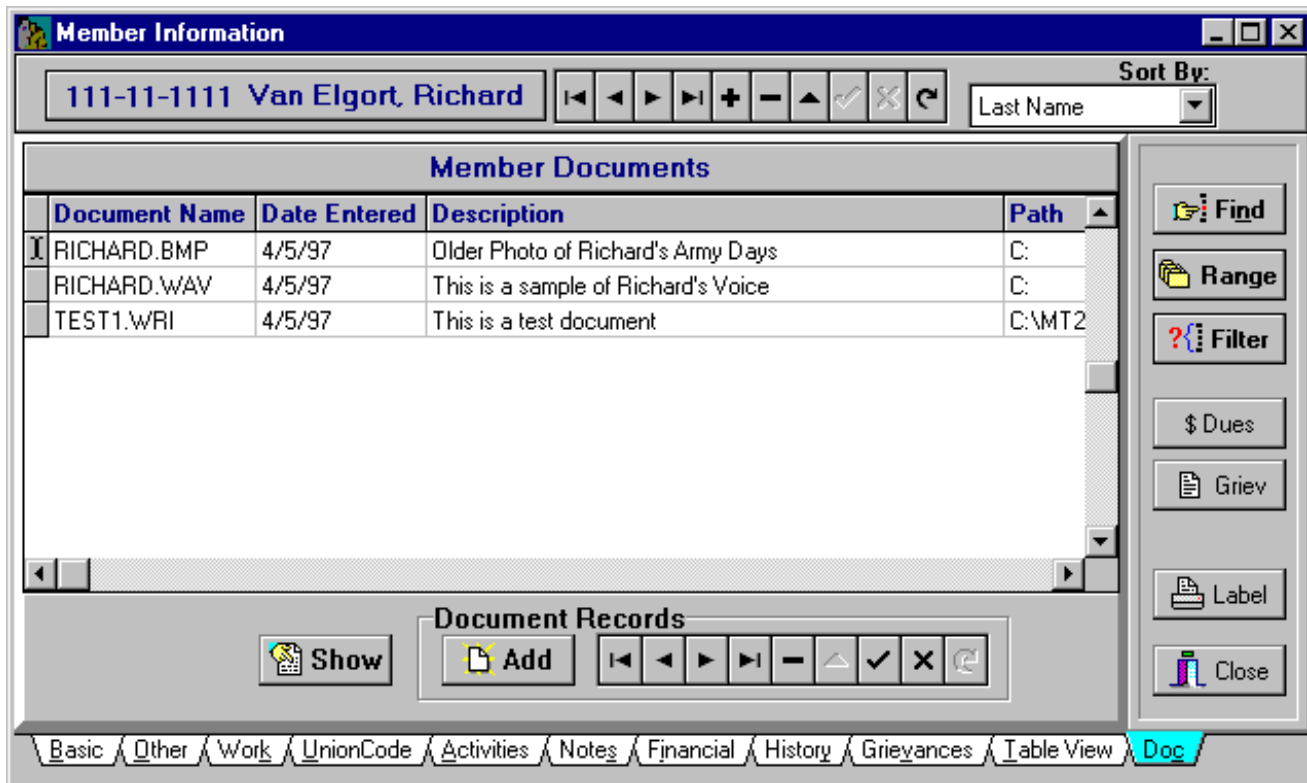 Member Information
Sort By:
111-11-1111 Van Elgort, Richard
Last Name
Member Documents
Document Name Date Entered Description Path
RICHARD.BMP 4/5/97 Older Photo of Richard's Army Days C:
RICHARD.WAV 4/5/97 This is a sample of Richard's Voice C:
TEST1.WRI 4/5/97 This is a test document C:\MT2
Find
Range
?{ Filter
$ Dues
Griev
Label
Close
Document Records
Show Add
Basic Other Work UnionCode Activities Notes Financial History Grievances Table View Doc